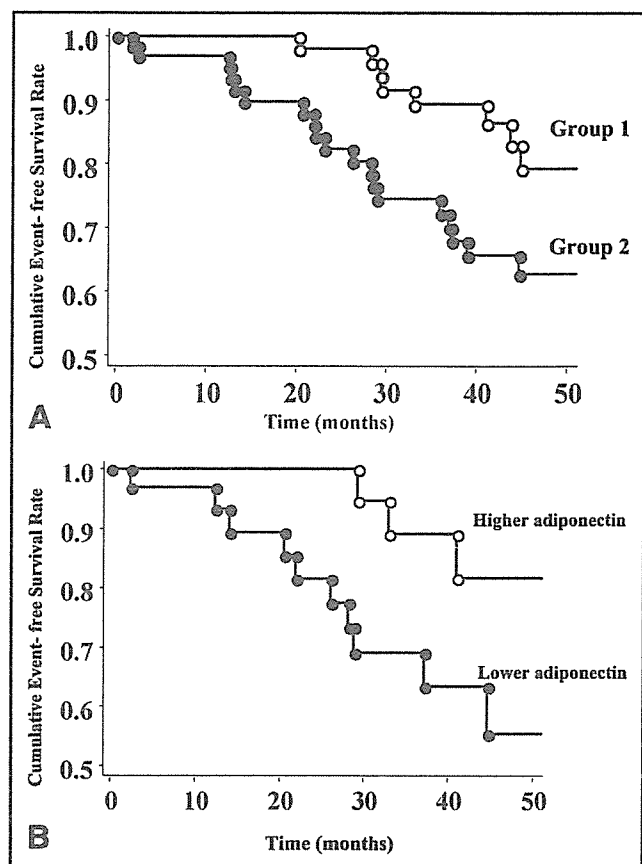 1.0
0.9
0.8
0.7
0.6
0.5
Cumulative Event- free Survival Rate
Group 1
Group 2
0 10 20 30 40 50
Time (months)
A
1.0
0.9
0.8
0.7
0.6
0.5
Cumulative Event- free Survival Rate
Higher adiponectin
Lower adiponectin
0 10 20 30 40 50
Time (months)
B